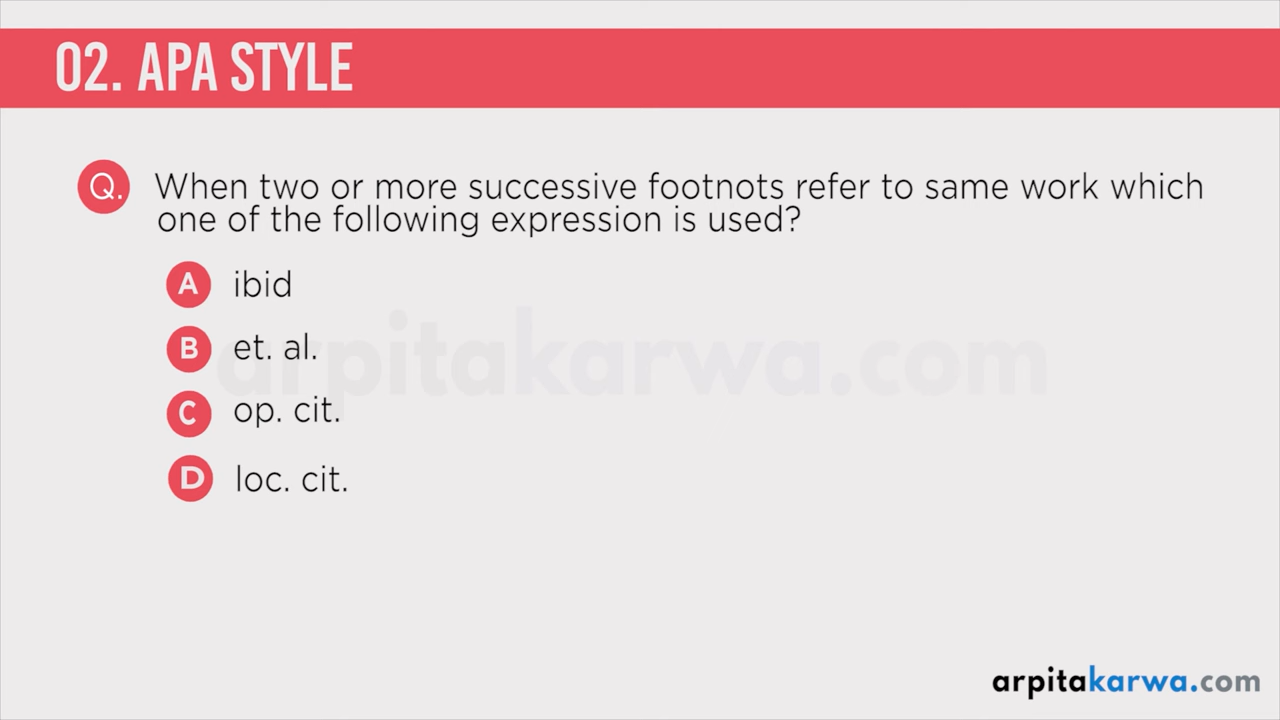 02. APA STYLE
Q. When two or more successive footnots refer to same work which
one of the following expression is used?
A ibid
B et. al.
C op. cit.
D loc. cit.
arpitakarwa.com
arpitakarwa.com